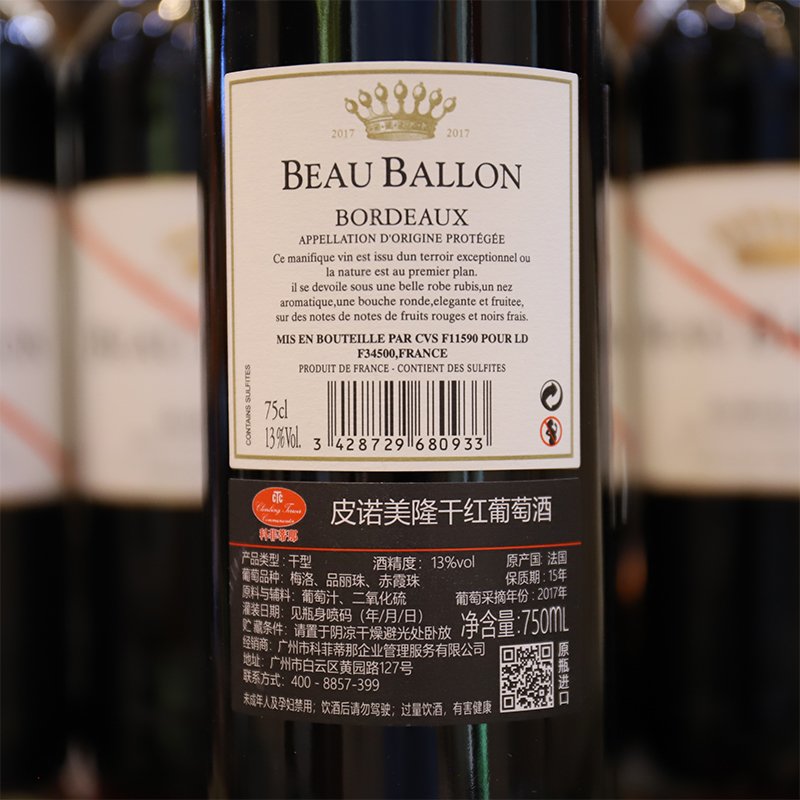 2017 2017
BEAU BALLON
BORDEAUX
APPELLATION D'ORIGINE PROTÉGÉE
Ce manifique vin est issu dun terroir exceptionnel ou
la nature est au premier plan.
il se devoile sous une belle robe rubis,un nez
aromatique,une bouche ronde,elegante et fruitee,
sur des notes de notes de fruits rouges et noirs frais.
MIS EN BOUTEILLE PAR CVS F11590 POUR LD
F34500,FRANCE
PRODUIT DE FRANCE - CONTIENT DES SULFITES
CONTAINS SULFITES
75cl
13%Vol.
3 428729 680933
CTC
科菲蒂那
皮诺美隆干红葡萄酒
产品类型：干型 酒精度：13%vol 原产国: 法国
葡萄品种：梅洛、品丽珠、赤霞珠 保质期：15年
原料与辅料：葡萄汁、二氧化硫 葡萄采摘年份：2017年
灌装日期：见瓶身喷码（年/月/日）
贮藏条件：请置于阴凉干燥避光处卧放 净含量:750mL
经销商：广州市科菲蒂那企业管理服务有限公司
地址：广州市白云区黄园路127号
联系方式：400 - 8857-399
原瓶进口
未成年人及孕妇禁用；饮酒后请勿驾驶；过量饮酒，有害健康
BEAU
BALLON